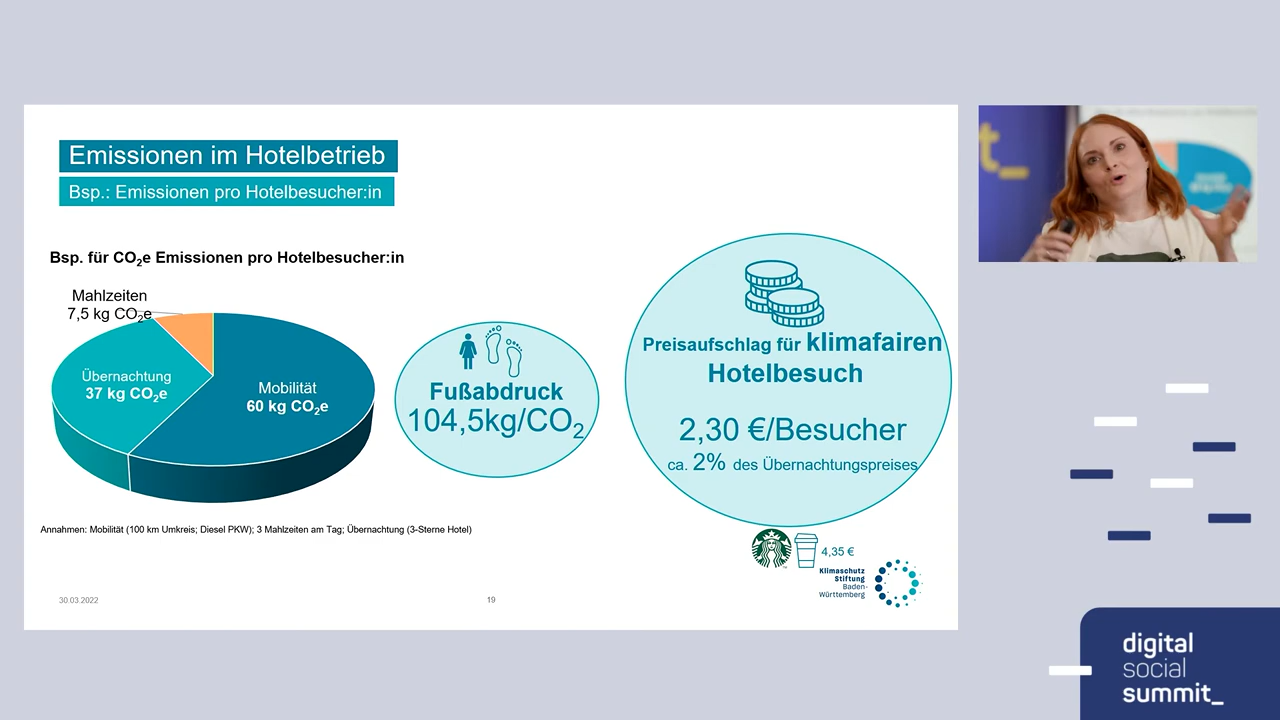 Emissionen im Hotelbetrieb
Bsp.: Emissionen pro Hotelbesucher:in
Bsp. für CO₂e Emissionen pro Hotelbesucher:in
Mahlzeiten
7,5 kg CO₂e
Übernachtung
37 kg CO₂e
Mobilität
60 kg CO₂e
Fußabdruck
104,5kg/CO₂
Preisaufschlag für klimafairen
Hotelbesuch
2,30 €/Besucher
ca. 2% des Übernachtungspreises
Annahmen: Mobilität (100 km Umkreis; Diesel PKW); 3 Mahlzeiten am Tag; Übernachtung (3-Sterne Hotel)
4,35 €
Klimaschutz
Stiftung
Baden-
Württemberg
30.03.2022
19
t_
digital
social
summit_